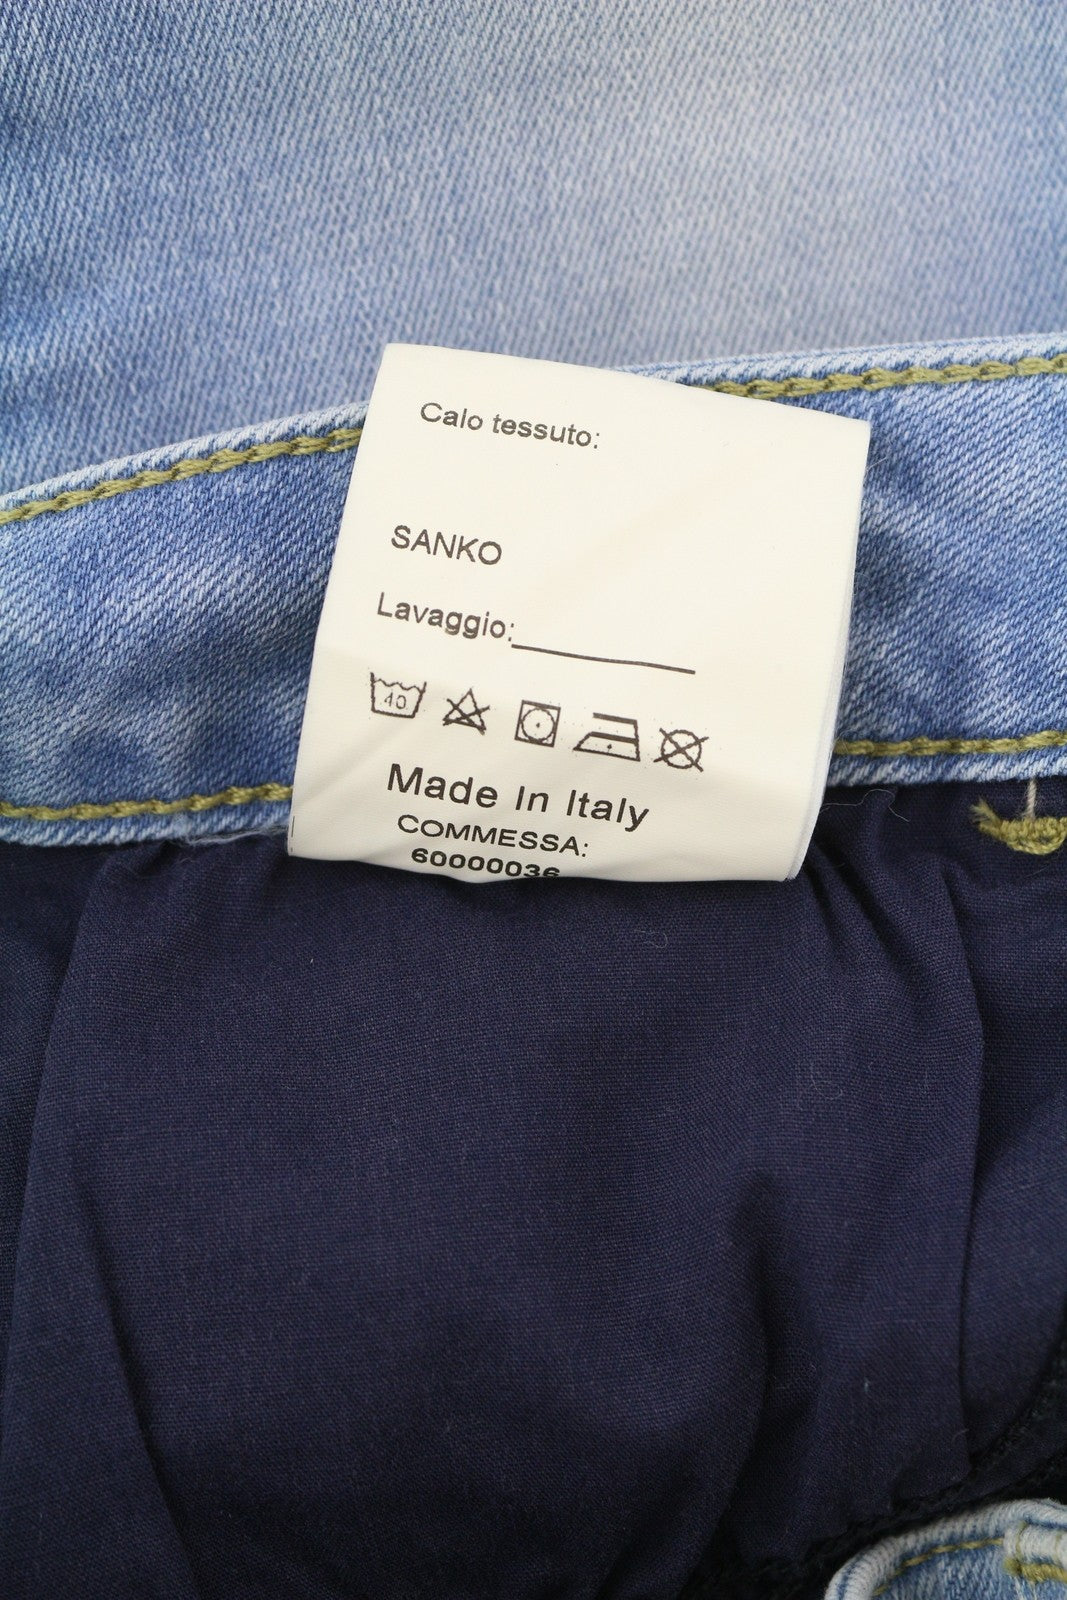 Calo tessuto:
SANKO
Lavaggio:
40
Made In Italy
COMMESSA:
60000036